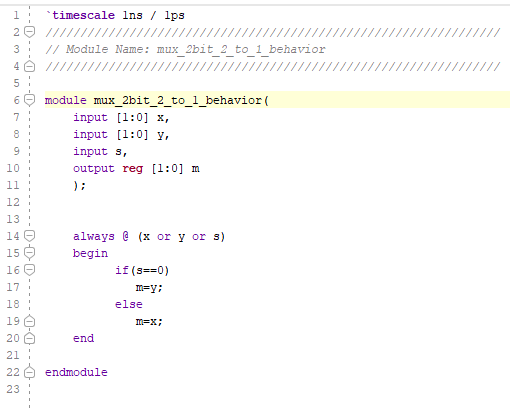 1 `timescale 1ns / 1ps
2 /////////////////////////////////////////////////////////////////
3 // Module Name: mux_2bit_2_to_1_behavior
4 /////////////////////////////////////////////////////////////////
5
6 module mux_2bit_2_to_1_behavior(
7     input [1:0] x,
8     input [1:0] y,
9     input s,
10     output reg [1:0] m
11     );
12
13
14     always @ (x or y or s)
15     begin
16           if(s==0)
17              m=y;
18           else
19              m=x;
20     end
21
22 endmodule
23